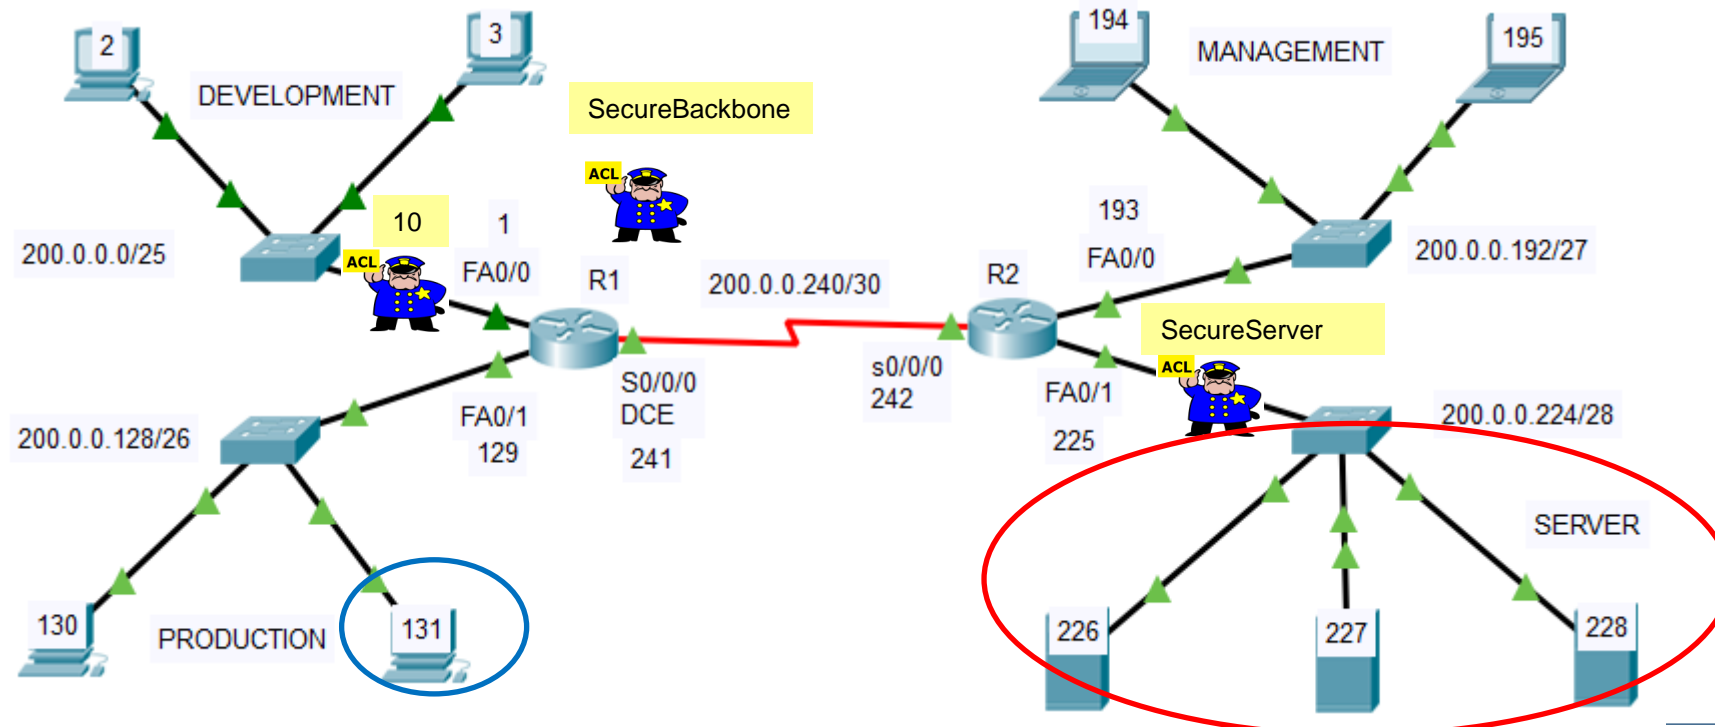 2
3
DEVELOPMENT
SecureBackbone
194
MANAGEMENT
195
ACL
10
1
ACL
FA0/0
200.0.0.0/25
R1
200.0.0.240/30
R2
193
FA0/0
200.0.0.192/27
SecureServer
ACL
S0/0/0
DCE
241
s0/0/0
242
FA0/1
225
200.0.0.224/28
200.0.0.128/26
FA0/1
129
SERVER
130
PRODUCTION
131
226
227
228